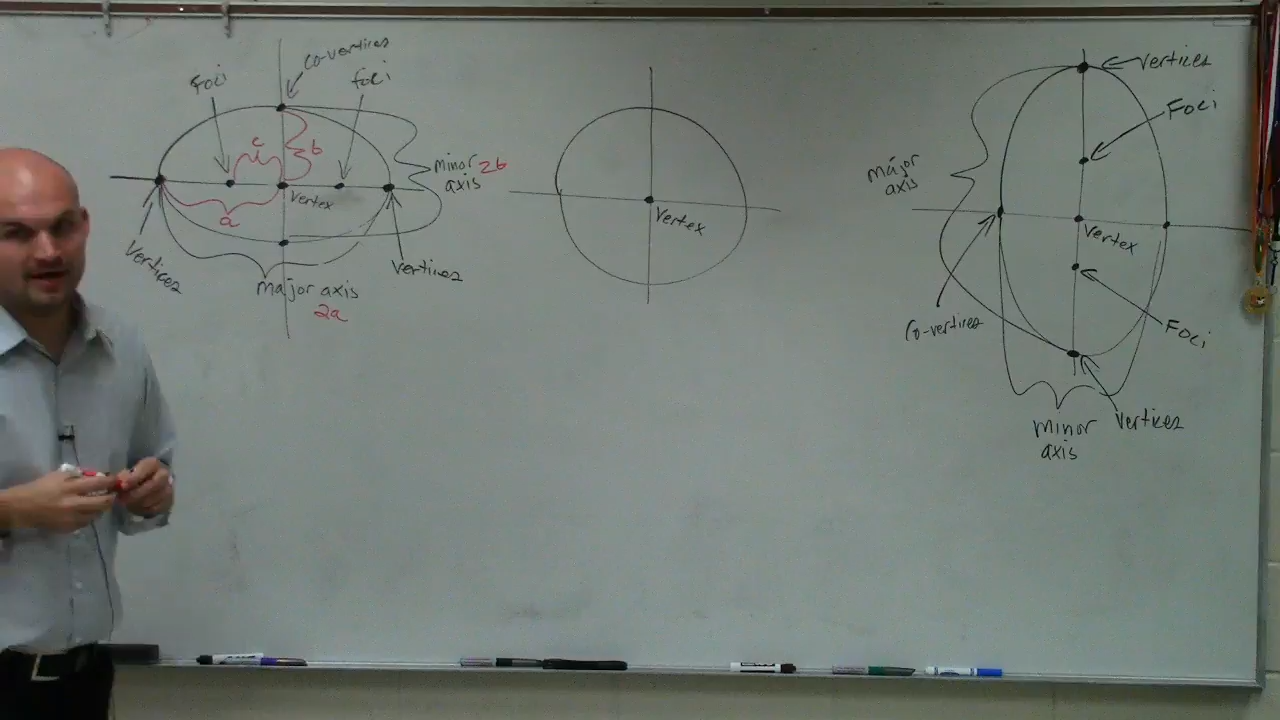 Co-vertices
Foci
foci
c
b
minor 2b
axis
vertex
a
vertices
vertices
major axis
2a
vertex
vertices
Foci
major
axis
vertex
Co-vertices
Foci
minor
axis
vertices